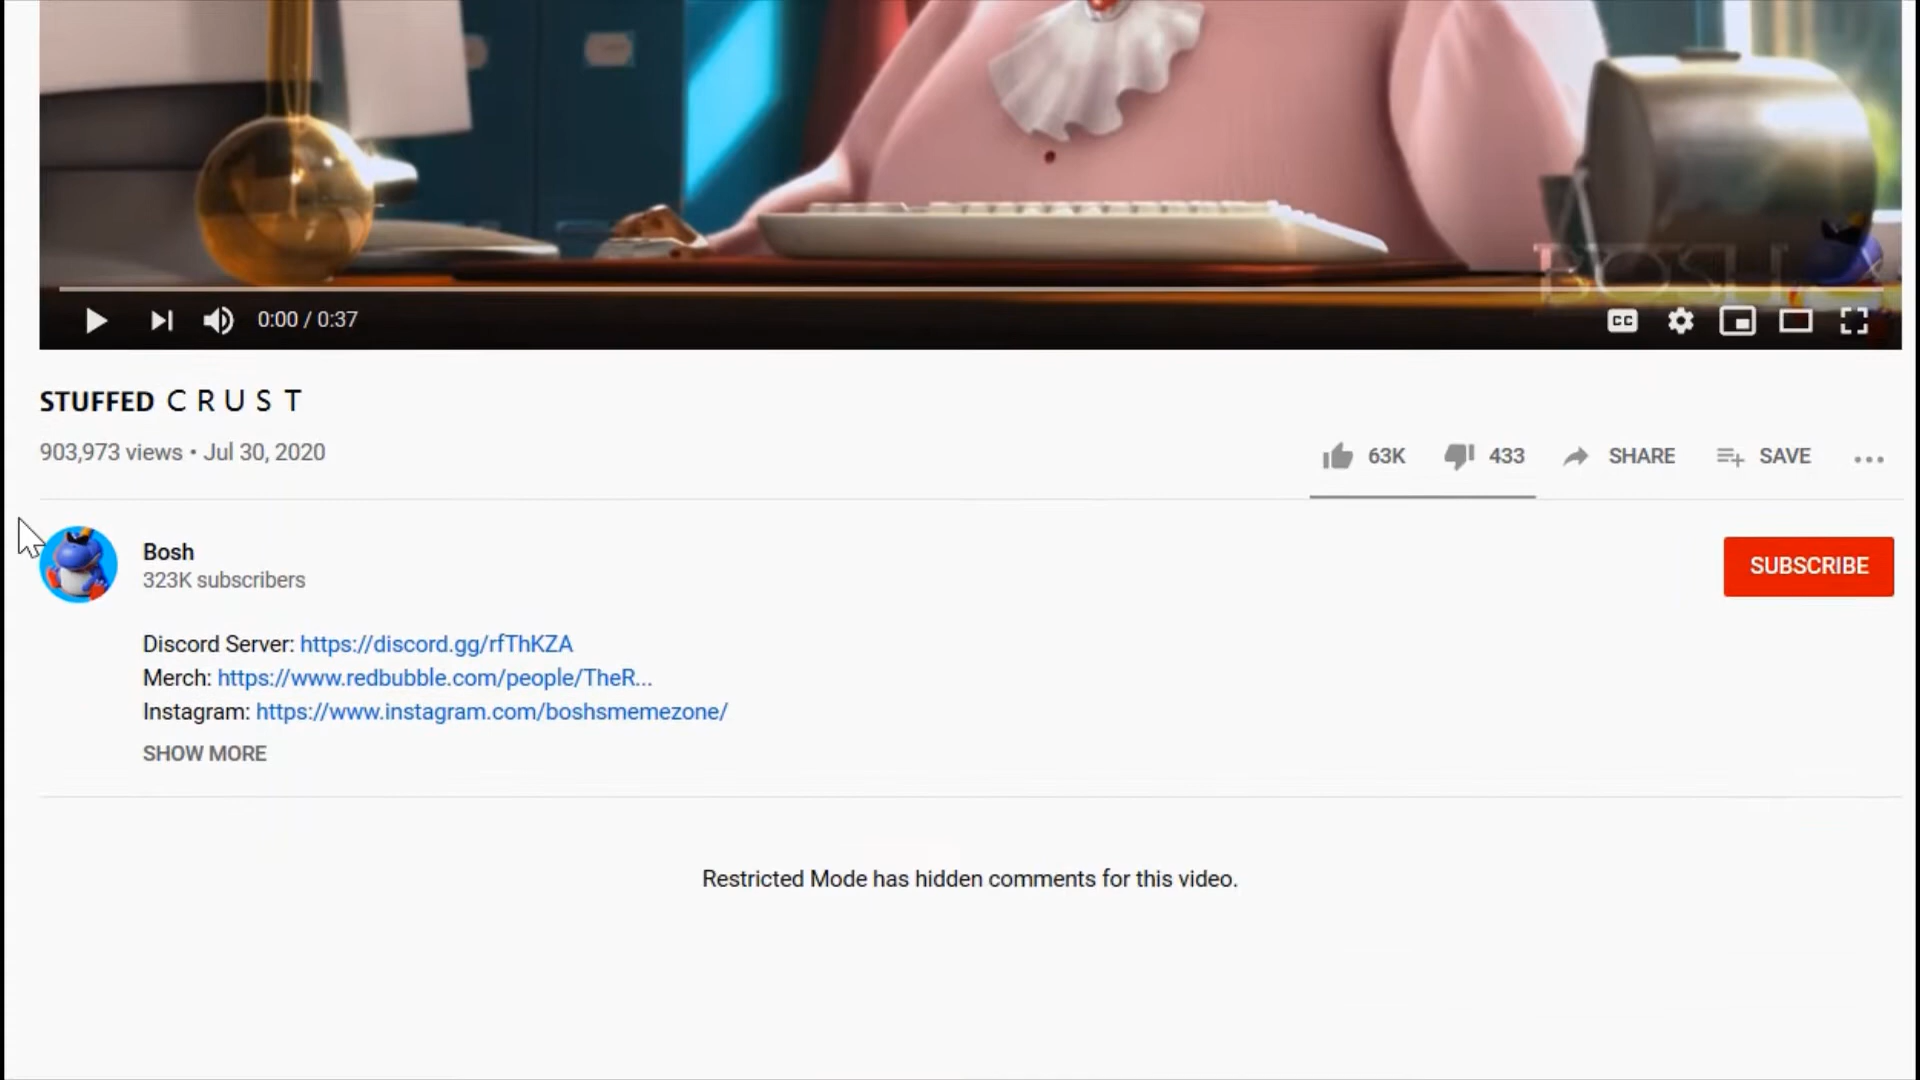 BOSH
0:00 / 0:37
CC
STUFFED C R U S T
903,973 views • Jul 30, 2020
63K 433 SHARE SAVE
Bosh
323K subscribers
SUBSCRIBE
Discord Server: https://discord.gg/rfThKZA
Merch: https://www.redbubble.com/people/TheR...
Instagram: https://www.instagram.com/boshsmemezone/
SHOW MORE
Restricted Mode has hidden comments for this video.